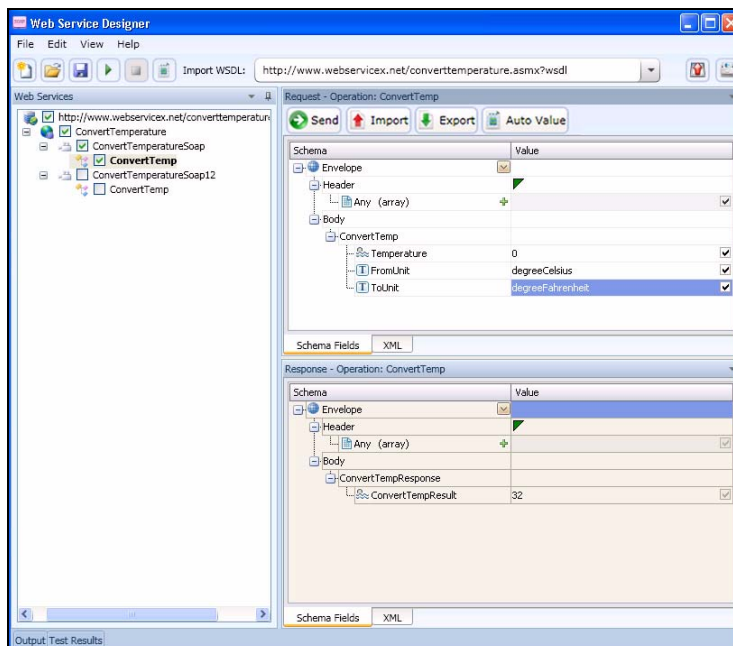 Web Service Designer
File Edit View Help
Import WSDL: http://www.webservicex.net/converttemperature.asmx?wsdl
Web Services
http://www.webservicex.net/converttemperature
ConvertTemperature
ConvertTemperatureSoap
ConvertTemp
ConvertTemperatureSoap12
ConvertTemp
Request - Operation: ConvertTemp
Send Import Export Auto Value
Schema Value
Envelope
Header
Any (array)
Body
ConvertTemp
Temperature 0
FromUnit degreeCelsius
ToUnit degreeFahrenheit
Schema Fields XML
Response - Operation: ConvertTemp
Schema Value
Envelope
Header
Any (array)
Body
ConvertTempResponse
ConvertTempResult 32
Schema Fields XML
Output Test Results